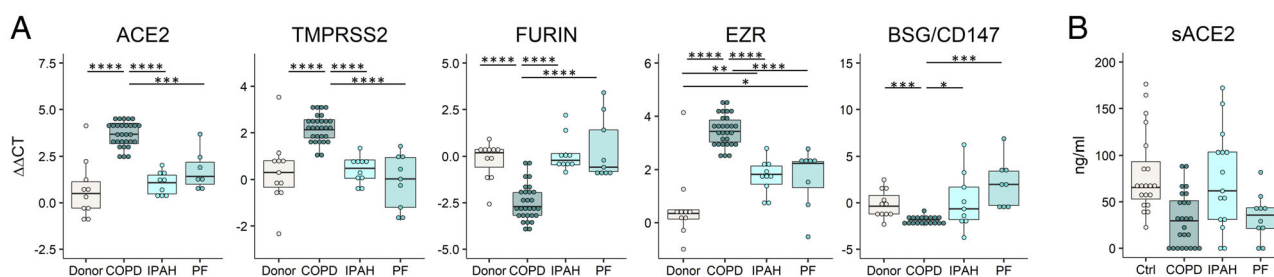 A
B
ACE2
TMPRSS2
FURIN
EZR
BSG/CD147
sACE2
ΔΔCT
7.5
5.0
2.5
0.0
-2.5
**** ****
***
Donor COPD IPAH PF
4
2
0
-2
**** ****
****
Donor COPD IPAH PF
5.0
2.5
0.0
-2.5
-5.0
**** ****
****
Donor COPD IPAH PF
6
4
2
0
**** ****
** ****
*
Donor COPD IPAH PF
15
10
5
0
-5
***
*** *
Donor COPD IPAH PF
ng/ml
200
150
100
50
0
Ctrl COPD IPAH PF